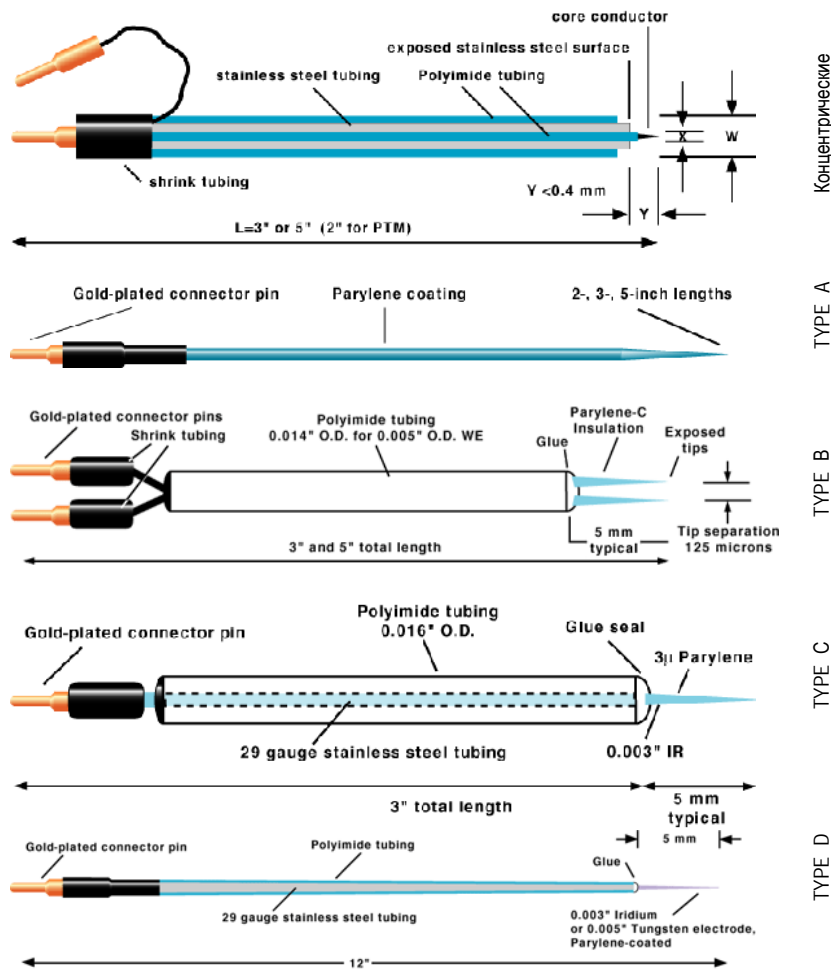 core conductor
exposed stainless steel surface
stainless steel tubing
Polyimide tubing
X
W
shrink tubing
Y <0.4 mm
Y
L=3" or 5" (2" for PTM)
Концентрические
Gold-plated connector pin
Parylene coating
2-, 3-, 5-inch lengths
TYPE A
Gold-plated connector pins
Shrink tubing
Polyimide tubing
0.014" O.D. for 0.005" O.D. WE
Glue
Parylene-C
Insulation
Exposed
tips
5 mm
typical
Tip separation
125 microns
3" and 5" total length
TYPE B
Gold-plated connector pin
Polyimide tubing
0.016" O.D.
Glue seal
3µ Parylene
29 gauge stainless steel tubing
0.003" IR
3" total length
5 mm
typical
TYPE C
Gold-plated connector pin
Polyimide tubing
5 mm
Glue
29 gauge stainless steel tubing
0.003" Iridium
or 0.005" Tungsten electrode,
Parylene-coated
12"
TYPE D